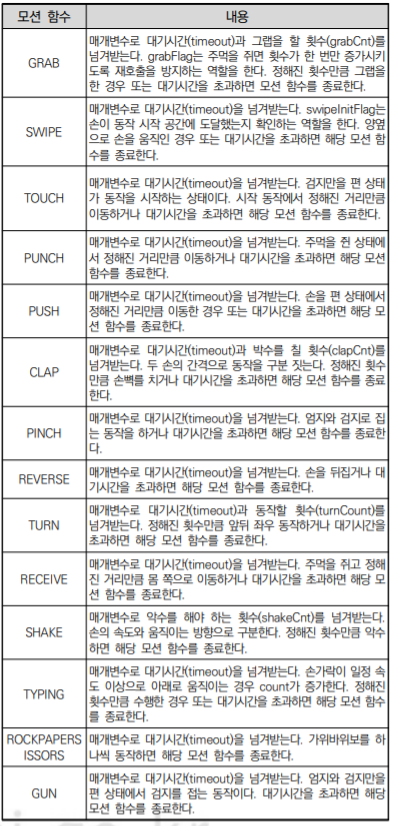 모션 함수 내용
GRAB
매개변수로 대기시간(timeout)과 그랩을 할 횟수(grabCnt)를
넘겨받는다. grabFlag는 주먹을 쥐면 횟수가 한 번만 증가시키
도록 재호출을 방지하는 역할을 한다. 정해진 횟수만큼 그랩을
한 경우 또는 대기시간을 초과하면 모션 함수를 종료한다.
SWIPE
매개변수로 대기시간(timeout)을 넘겨받는다. swipeInitFlag는
손이 동작 시작 공간에 도달했는지 확인하는 역할을 한다. 양옆
으로 손을 움직인 경우 또는 대기시간을 초과하면 해당 모션 함
수를 종료한다.
TOUCH
매개변수로 대기시간(timeout)을 넘겨받는다. 검지만을 편 상태
가 동작을 시작하는 상태이다. 시작 동작에서 정해진 거리만큼
이동하거나 대기시간을 초과하면 해당 모션 함수를 종료한다.
PUNCH
매개변수로 대기시간(timeout)을 넘겨받는다. 주먹을 쥔 상태에
서 정해진 거리만큼 이동하거나 대기시간을 초과하면 해당 모션
함수를 종료한다.
PUSH
매개변수로 대기시간(timeout)을 넘겨받는다. 손을 편 상태에서
정해진 거리만큼 이동한 경우 또는 대기시간을 초과하면 해당 모
션 함수를 종료한다.
CLAP
매개변수로 대기시간(timeout)과 박수를 칠 횟수(clapCnt)를
넘겨받는다. 두 손의 간격으로 동작을 구분 짓는다. 정해진 횟수
만큼 손뼉를 치거나 대기시간을 초과하면 해당 모션 함수를 종료
한다.
PINCH
매개변수로 대기시간(timeout)을 넘겨받는다. 엄지와 검지로 집
는 동작을 하거나 대기시간을 초과하면 해당 모션 함수를 종료한
다.
REVERSE
매개변수로 대기시간(timeout)을 넘겨받는다. 손을 뒤집거나 대
기시간을 초과하면 해당 모션 함수를 종료한다.
TURN
매개변수로 대기시간(timeout)과 동작할 횟수(turnCount)를
넘겨받는다. 정해진 횟수만큼 앞뒤 좌우 동작하거나 대기시간을
초과하면 해당 모션 함수를 종료한다.
RECEIVE
매개변수로 대기시간(timeout)을 넘겨받는다. 주먹을 쥐고 정해
진 거리만큼 몸 쪽으로 이동하거나 대기시간을 초과하면 해당 모
션 함수를 종료한다.
SHAKE
매개변수로 악수를 해야 하는 횟수(shakeCnt)를 넘겨받는다.
손의 속도와 움직이는 방향으로 구분한다. 정해진 횟수만큼 악수
하면 해당 모션 함수를 종료한다.
TYPING
매개변수로 대기시간(timeout)을 넘겨받는다. 손가락이 일정 속
도 이상으로 아래로 움직이는 경우 count가 증가한다. 정해진
횟수만큼 수행한 경우 또는 대기시간을 초과하면 해당 모션 함수
를 종료한다.
ROCKPAPERS
ISSORS
매개변수로 대기시간(timeout)을 넘겨받는다. 가위바위보를 하
나씩 동작하면 해당 모션 함수를 종료한다.
GUN
매개변수로 대기시간(timeout)을 넘겨받는다. 엄지와 검지만을
편 상태에서 검지를 접는 동작이다. 대기시간을 초과하면 해당
모션 함수를 종료한다.